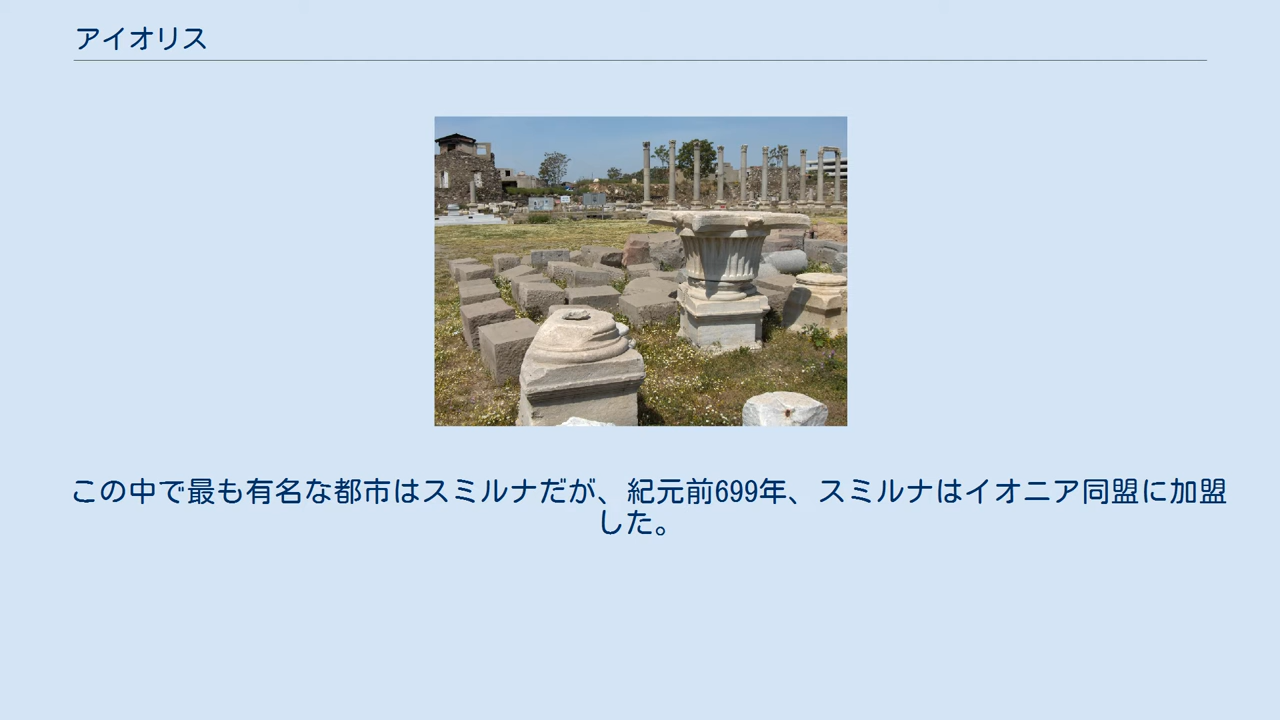 アイオリス
この中で最も有名な都市はスミルナだが、紀元前699年、スミルナはイオニア同盟に加盟
した。